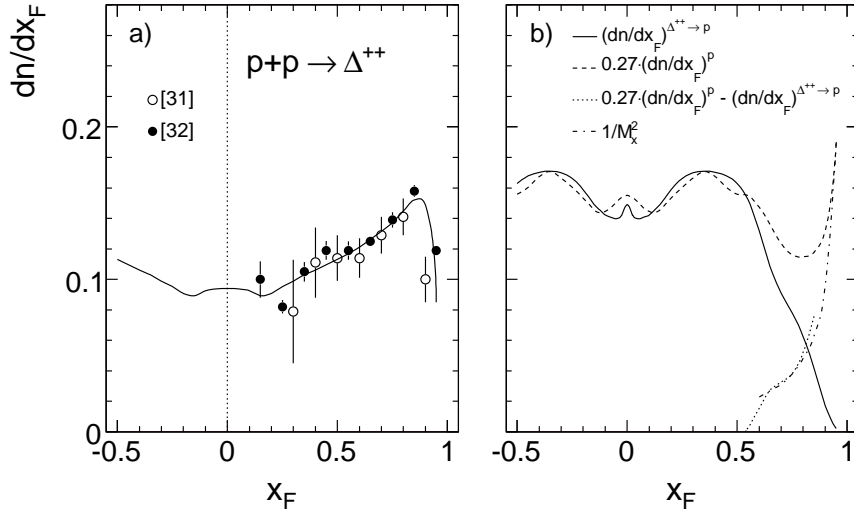 dn/dx_F
a)
p+p → Δ++
[31]
[32]
0.2
0.1
0
-0.5
0
0.5
1
x_F
b)
(dn/dx_F)^Δ++ → p
0.27·(dn/dx_F)^p
0.27·(dn/dx_F)^p - (dn/dx_F)^Δ++ → p
1/M_x^2
-0.5
0
0.5
1
x_F